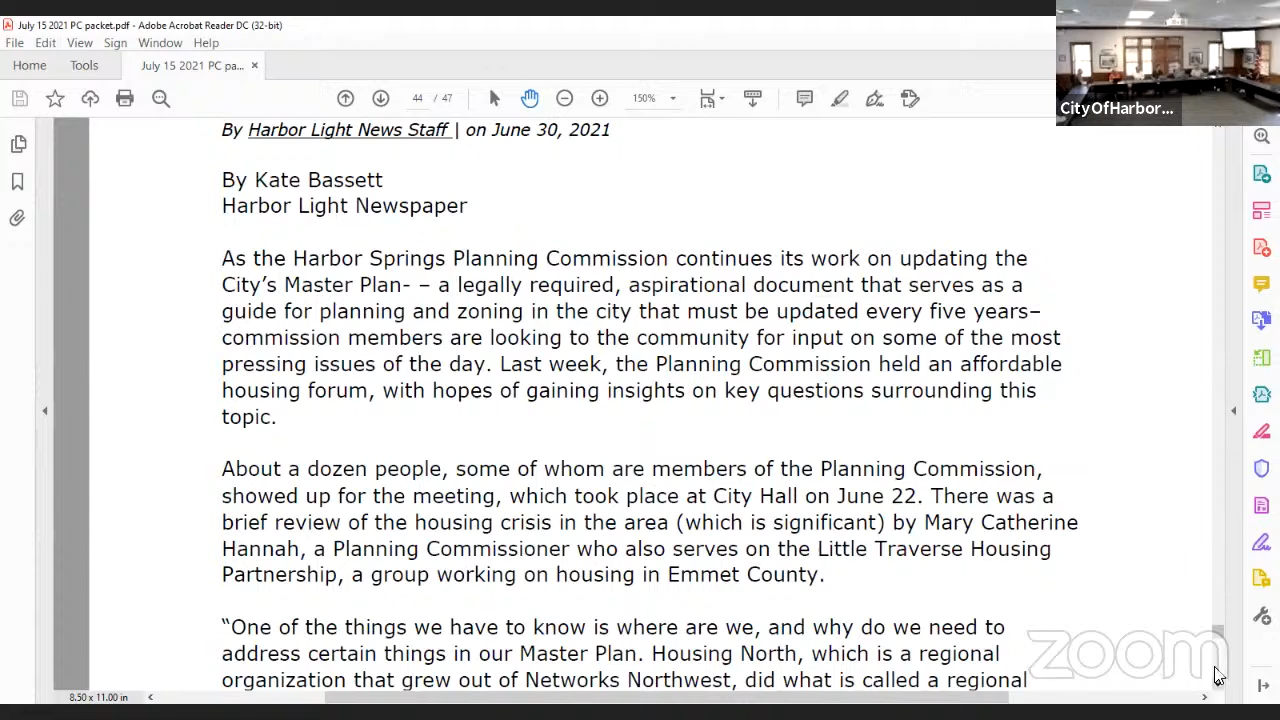 July 15 2021 PC packet.pdf - Adobe Acrobat Reader DC (32-bit)
File Edit View Sign Window Help
Home Tools July 15 2021 PC pa... ×
44 / 47 150%
CityOfHarbor...
By Harbor Light News Staff | on June 30, 2021
By Kate Bassett
Harbor Light Newspaper
As the Harbor Springs Planning Commission continues its work on updating the
City’s Master Plan- – a legally required, aspirational document that serves as a
guide for planning and zoning in the city that must be updated every five years–
commission members are looking to the community for input on some of the most
pressing issues of the day. Last week, the Planning Commission held an affordable
housing forum, with hopes of gaining insights on key questions surrounding this
topic.
About a dozen people, some of whom are members of the Planning Commission,
showed up for the meeting, which took place at City Hall on June 22. There was a
brief review of the housing crisis in the area (which is significant) by Mary Catherine
Hannah, a Planning Commissioner who also serves on the Little Traverse Housing
Partnership, a group working on housing in Emmet County.
“One of the things we have to know is where are we, and why do we need to
address certain things in our Master Plan. Housing North, which is a regional
organization that grew out of Networks Northwest, did what is called a regional
zoom
8.50 x 11.00 in